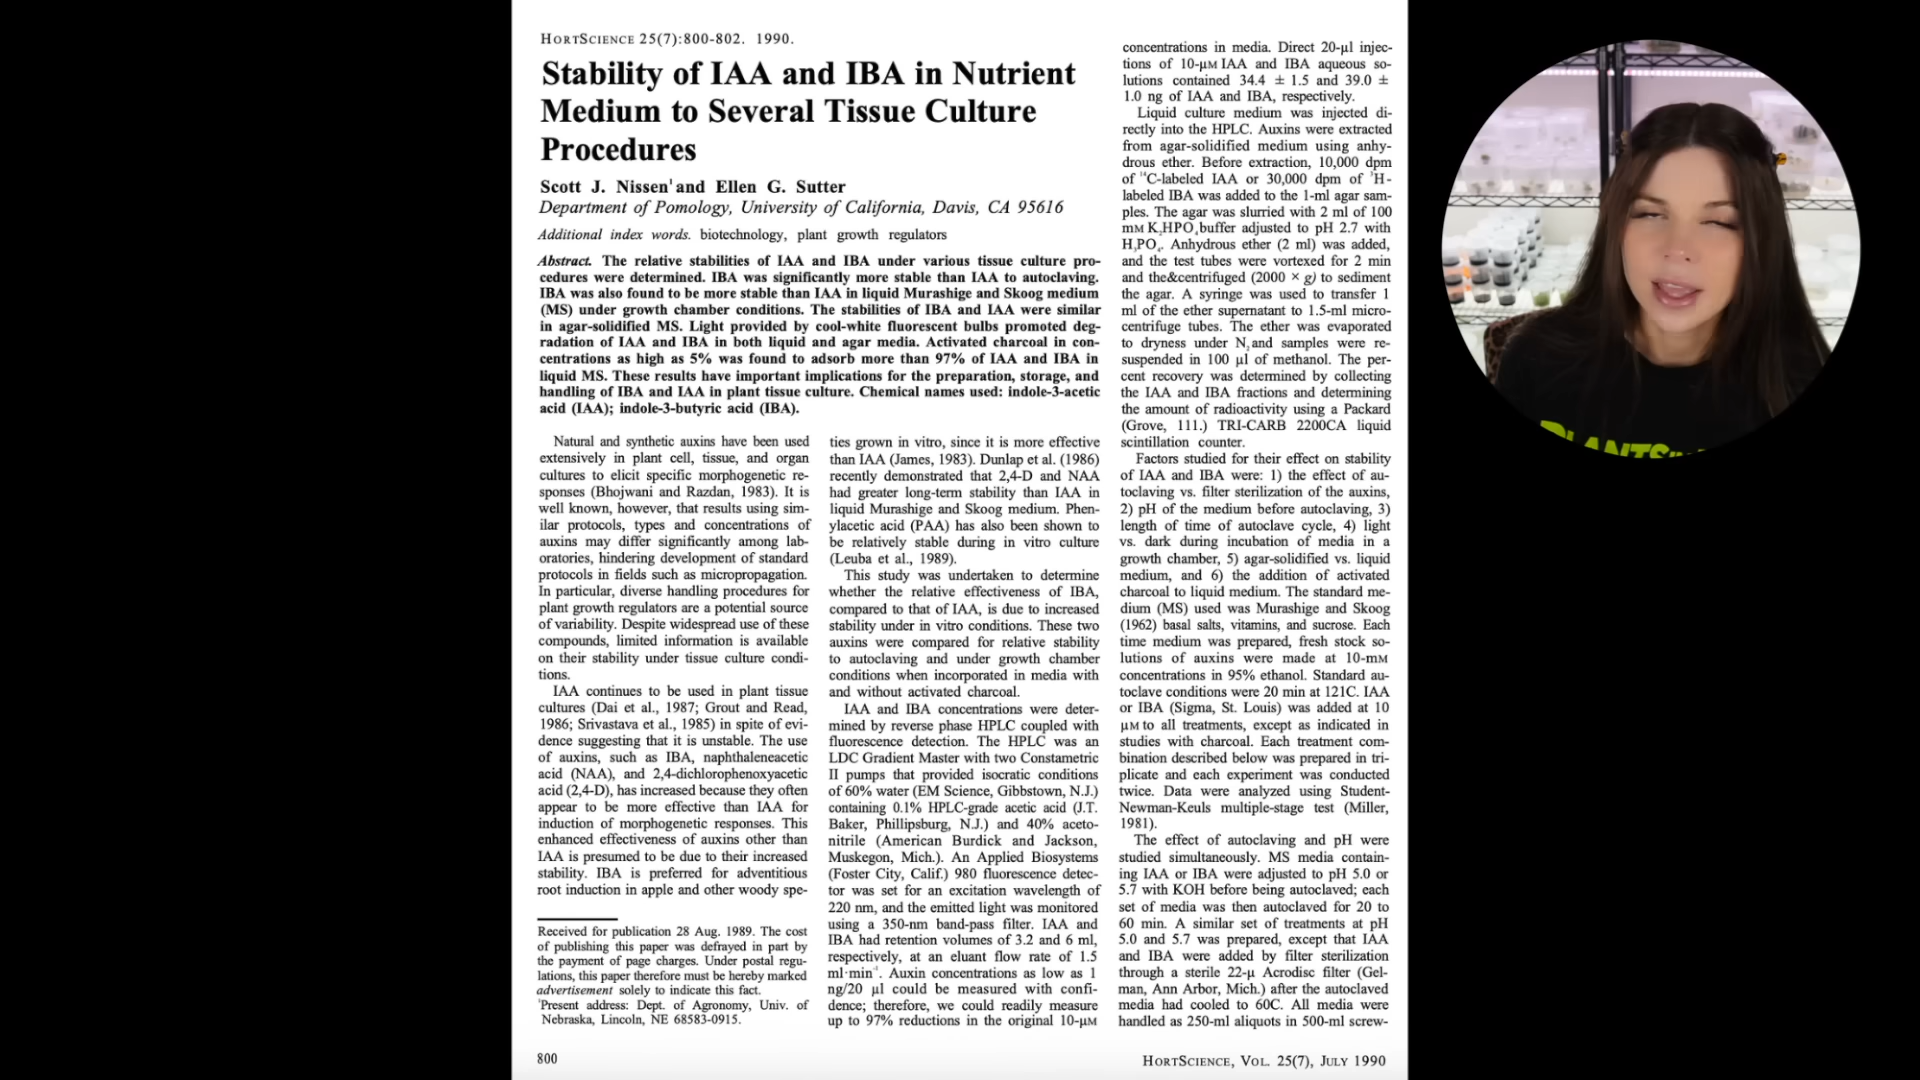 HORTSCIENCE 25(7):800-802. 1990.
Stability of IAA and IBA in Nutrient
Medium to Several Tissue Culture
Procedures
Scott J. Nissen¹ and Ellen G. Sutter
Department of Pomology, University of California, Davis, CA 95616
Additional index words. biotechnology, plant growth regulators
Abstract. The relative stabilities of IAA and IBA under various tissue culture pro-
cedures were determined. IBA was significantly more stable than IAA to autoclaving.
IBA was also found to be more stable than IAA in liquid Murashige and Skoog medium
(MS) under growth chamber conditions. The stabilities of IBA and IAA were similar
in agar-solidified MS. Light provided by cool-white fluorescent bulbs promoted deg-
radation of IAA and IBA in both liquid and agar media. Activated charcoal in con-
centrations as high as 5% was found to adsorb more than 97% of IAA and IBA in
liquid MS. These results have important implications for the preparation, storage, and
handling of IBA and IAA in plant tissue culture. Chemical names used: indole-3-acetic
acid (IAA); indole-3-butyric acid (IBA).
Natural and synthetic auxins have been used
extensively in plant cell, tissue, and organ
cultures to elicit specific morphogenetic re-
sponses (Bhojwani and Razdan, 1983). It is
well known, however, that results using sim-
ilar protocols, types and concentrations of
auxins may differ significantly among lab-
oratories, hindering development of standard
protocols in fields such as micropropagation.
In particular, diverse handling procedures for
plant growth regulators are a potential source
of variability. Despite widespread use of these
compounds, limited information is available
on their stability under tissue culture condi-
tions.
IAA continues to be used in plant tissue
cultures (Dai et al., 1987; Grout and Read,
1986; Srivastava et al., 1985) in spite of evi-
dence suggesting that it is unstable. The use
of auxins, such as IBA, naphthaleneacetic
acid (NAA), and 2,4-dichlorophenoxyacetic
acid (2,4-D), has increased because they often
appear to be more effective than IAA for
induction of morphogenetic responses. This
enhanced effectiveness of auxins other than
IAA is presumed to be due to their increased
stability. IBA is preferred for adventitious
root induction in apple and other woody spe-
Received for publication 28 Aug. 1989. The cost
of publishing this paper was defrayed in part by
the payment of page charges. Under postal regu-
lations, this paper therefore must be hereby marked
advertisement solely to indicate this fact.
¹Present address: Dept. of Agronomy, Univ. of
Nebraska, Lincoln, NE 68583-0915.
ties grown in vitro, since it is more effective
than IAA (James, 1983). Dunlap et al. (1986)
recently demonstrated that 2,4-D and NAA
had greater long-term stability than IAA in
liquid Murashige and Skoog medium. Phen-
ylacetic acid (PAA) has also been shown to
be relatively stable during in vitro culture
(Leuba et al., 1989).
This study was undertaken to determine
whether the relative effectiveness of IBA,
compared to that of IAA, is due to increased
stability under in vitro conditions. These two
auxins were compared for relative stability
to autoclaving and under growth chamber
conditions when incorporated in media with
and without activated charcoal.
IAA and IBA concentrations were deter-
mined by reverse phase HPLC coupled with
fluorescence detection. The HPLC was an
LDC Gradient Master with two Constametric
II pumps that provided isocratic conditions
of 60% water (EM Science, Gibbstown, N.J.)
containing 0.1% HPLC-grade acetic acid (J.T.
Baker, Phillipsburg, N.J.) and 40% aceto-
nitrile (American Burdick and Jackson,
Muskegon, Mich.). An Applied Biosystems
(Foster City, Calif.) 980 fluorescence detec-
tor was set for an excitation wavelength of
220 nm, and the emitted light was monitored
using a 350-nm band-pass filter. IAA and
IBA had retention volumes of 3.2 and 6 ml,
respectively, at an eluant flow rate of 1.5
ml·min⁻¹. Auxin concentrations as low as 1
ng/20 µl could be measured with confi-
dence; therefore, we could readily measure
up to 97% reductions in the original 10-µM
concentrations in media. Direct 20-µl injec-
tions of 10-µM IAA and IBA aqueous so-
lutions contained 34.4 ± 1.5 and 39.0 ±
1.0 ng of IAA and IBA, respectively.
Liquid culture medium was injected di-
rectly into the HPLC. Auxins were extracted
from agar-solidified medium using anhy-
drous ether. Before extraction, 10,000 dpm
of ¹⁴C-labeled IAA or 30,000 dpm of ³H-
labeled IBA was added to the 1-ml agar sam-
ples. The agar was slurried with 2 ml of 100
mM K₂HPO₄ buffer adjusted to pH 2.7 with
H₃PO₄. Anhydrous ether (2 ml) was added,
and the test tubes were vortexed for 2 min
and the&centrifuged (2000 × g) to sediment
the agar. A syringe was used to transfer 1
ml of the ether supernatant to 1.5-ml micro-
centrifuge tubes. The ether was evaporated
to dryness under N₂ and samples were re-
suspended in 100 µl of methanol. The per-
cent recovery was determined by collecting
the IAA and IBA fractions and determining
the amount of radioactivity using a Packard
(Grove, 111.) TRI-CARB 2200CA liquid
scintillation counter.
Factors studied for their effect on stability
of IAA and IBA were: 1) the effect of au-
toclaving vs. filter sterilization of the auxins,
2) pH of the medium before autoclaving, 3)
length of time of autoclave cycle, 4) light
vs. dark during incubation of media in a
growth chamber, 5) agar-solidified vs. liquid
medium, and 6) the addition of activated
charcoal to liquid medium. The standard me-
dium (MS) used was Murashige and Skoog
(1962) basal salts, vitamins, and sucrose. Each
time medium was prepared, fresh stock so-
lutions of auxins were made at 10-mM
concentrations in 95% ethanol. Standard au-
toclave conditions were 20 min at 121C. IAA
or IBA (Sigma, St. Louis) was added at 10
µM to all treatments, except as indicated in
studies with charcoal. Each treatment com-
bination described below was prepared in tri-
plicate and each experiment was conducted
twice. Data were analyzed using Student-
Newman-Keuls multiple-stage test (Miller,
1981).
The effect of autoclaving and pH were
studied simultaneously. MS media contain-
ing IAA or IBA were adjusted to pH 5.0 or
5.7 with KOH before being autoclaved; each
set of media was then autoclaved for 20 to
60 min. A similar set of treatments at pH
5.0 and 5.7 was prepared, except that IAA
and IBA were added by filter sterilization
through a sterile 22-µ Acrodisc filter (Gel-
man, Ann Arbor, Mich.) after the autoclaved
media had cooled to 60C. All media were
handled as 250-ml aliquots in 500-ml screw-
800
HORTSCIENCE, VOL. 25(7), JULY 1990